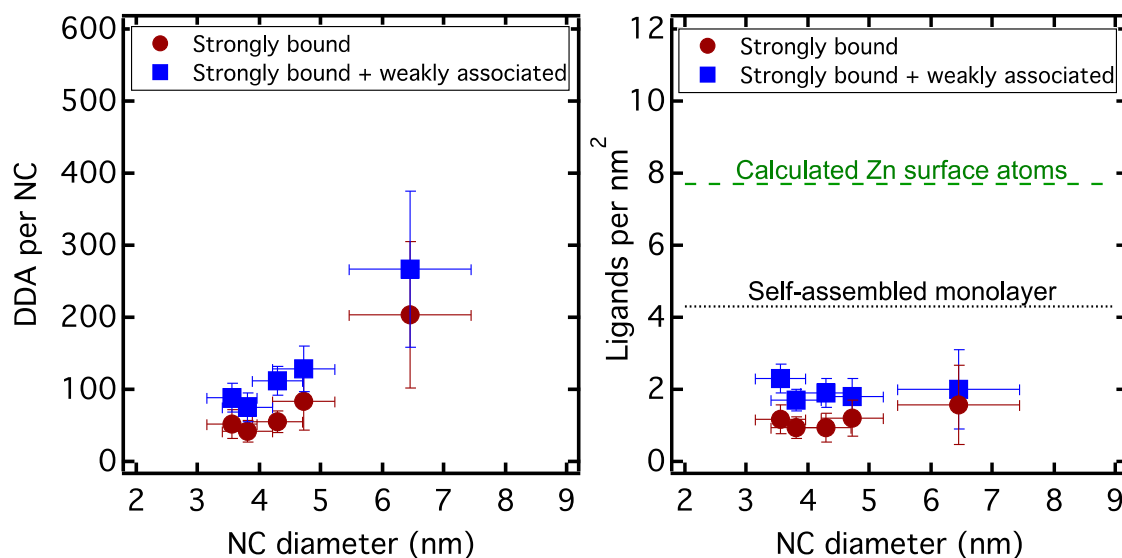 600
500
400
300
200
100
0
DDA per NC
Strongly bound
Strongly bound + weakly associated
2 3 4 5 6 7 8 9
NC diameter (nm)
12
10
8
6
4
2
0
Ligands per nm²
Strongly bound
Strongly bound + weakly associated
Calculated Zn surface atoms
Self-assembled monolayer
2 3 4 5 6 7 8 9
NC diameter (nm)